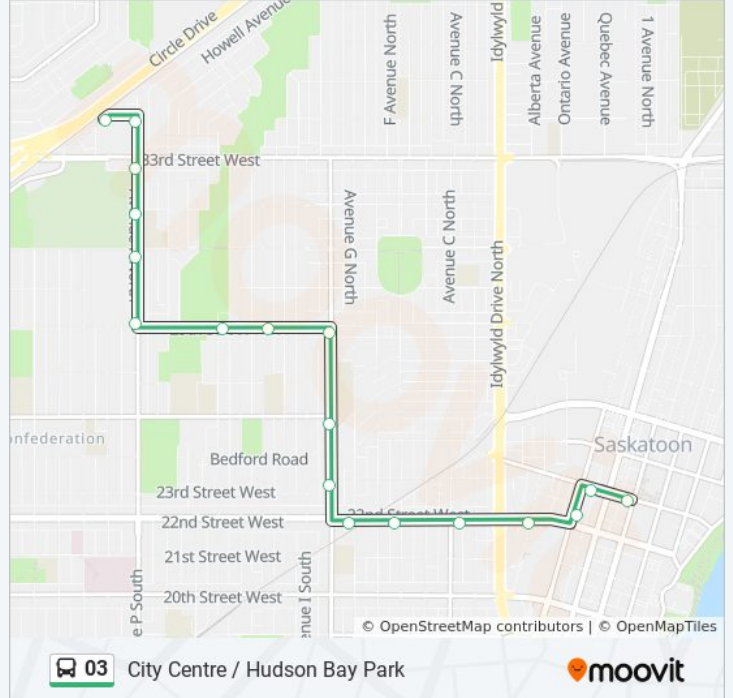 Circle Drive
Howell Avenue
F Avenue North
Avenue C North
Idylwyld
Alberta Avenue
Ontario Avenue
Quebec Avenue
1 Avenue North
33rd Street West
Avenue G North
Avenue C North
Idylwyld Drive North
onfederation
Bedford Road
Saskatoon
23rd Street West
22nd Street West
22nd Street West
21st Street West
20th Street West
e P South
enue I South
© OpenStreetMap contributors | © OpenMapTiles
03 City Centre / Hudson Bay Park
moovit